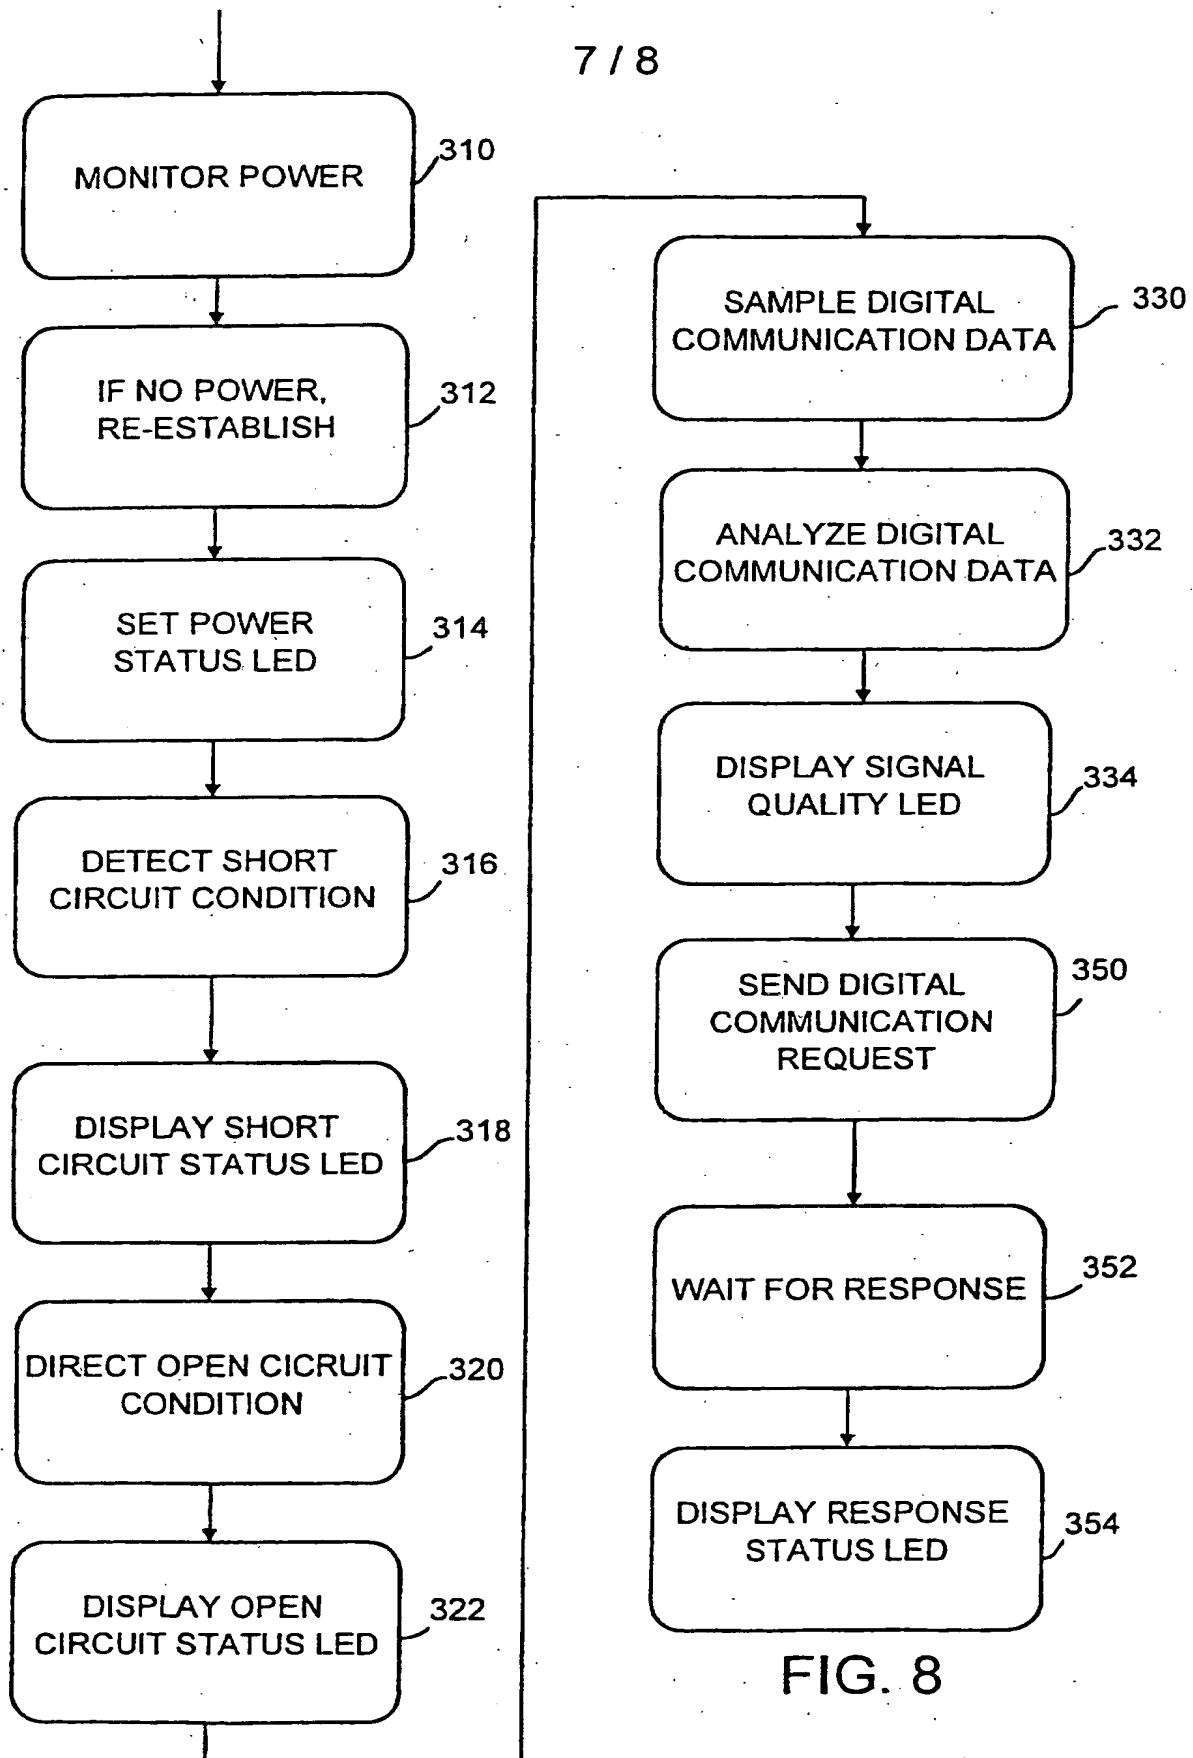 7 / 8
MONITOR POWER
310
IF NO POWER,
RE-ESTABLISH
312
SET POWER
STATUS LED
314
DETECT SHORT
CIRCUIT CONDITION
316
DISPLAY SHORT
CIRCUIT STATUS LED
318
DIRECT OPEN CICRUIT
CONDITION
320
DISPLAY OPEN
CIRCUIT STATUS LED
322
SAMPLE DIGITAL
COMMUNICATION DATA
330
ANALYZE DIGITAL
COMMUNICATION DATA
332
DISPLAY SIGNAL
QUALITY LED
334
SEND DIGITAL
COMMUNICATION
REQUEST
350
WAIT FOR RESPONSE
352
DISPLAY RESPONSE
STATUS LED
354
FIG. 8